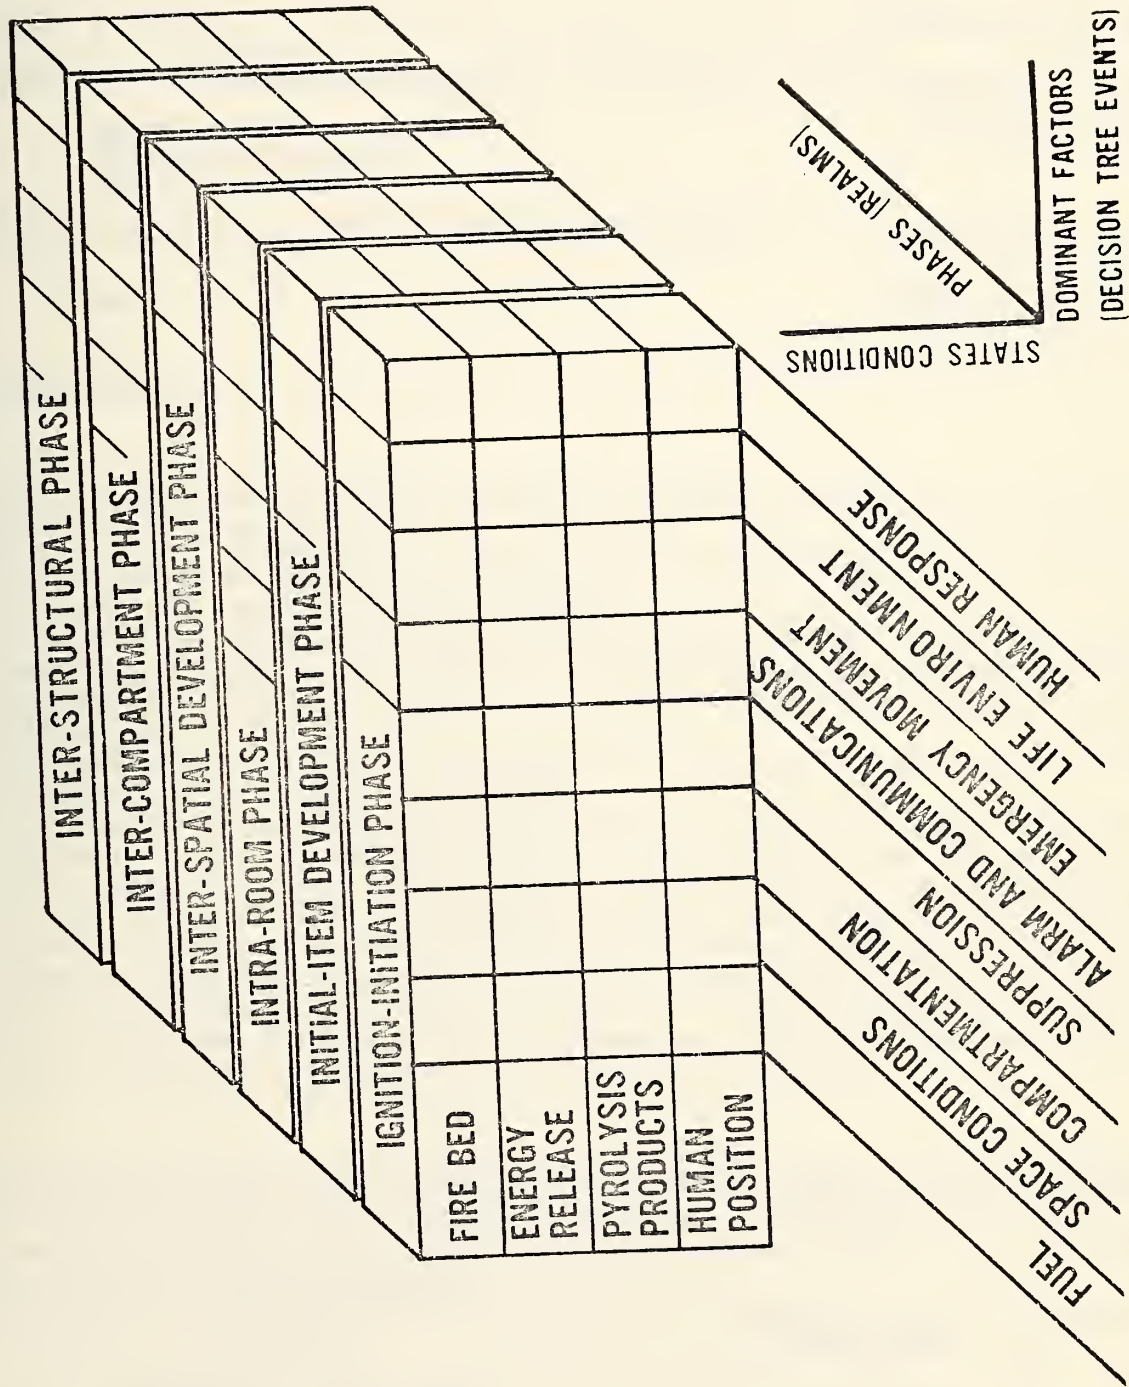 INTER-STRUCTURAL PHASE
INTER-COMPARTMENT PHASE
INTER-SPATIAL DEVELOPMENT PHASE
INTRA-ROOM PHASE
INITIAL-ITEM DEVELOPMENT PHASE
IGNITION-INITIATION PHASE
FIRE BED
ENERGY
RELEASE
PYROLYSIS
PRODUCTS
HUMAN
POSITION
FUEL
SPACE CONDITIONS
COMPARTMENTATION
SUPPRESSION
ALARM AND COMMUNICATIONS
EMERGENCY MOVEMENT
LIFE ENVIRONMENT
HUMAN RESPONSE
STATES CONDITIONS
PHASES (REALMS)
DOMINANT FACTORS
(DECISION TREE EVENTS)